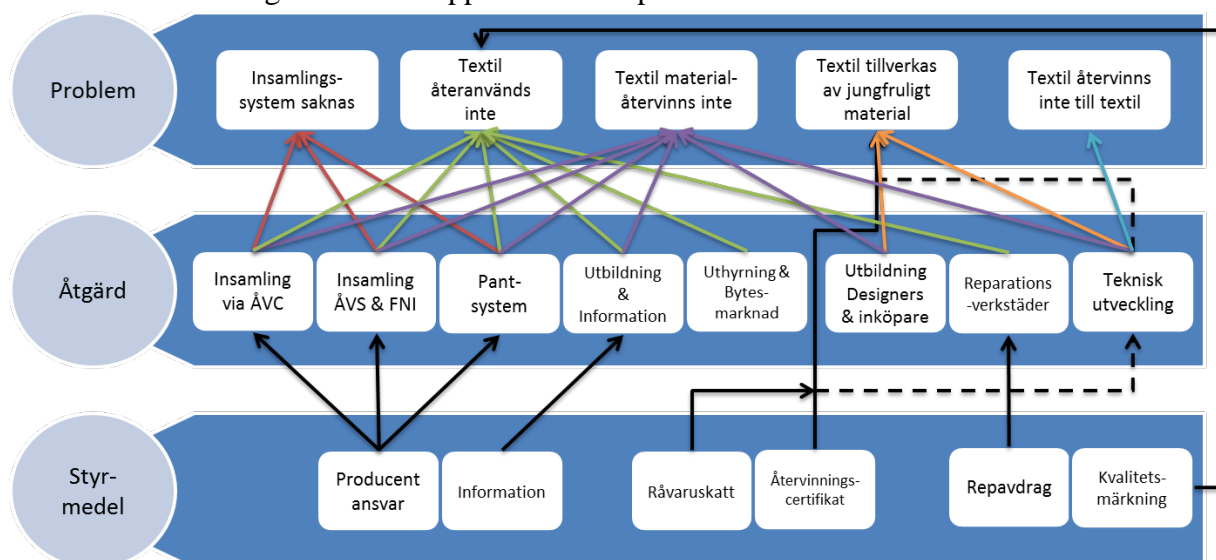 Problem
Insamlings-
system saknas
Textil
återanvänds
inte
Textil material-
återvinns inte
Textil tillverkas
av jungfruligt
material
Textil återvinns
inte till textil
Åtgärd
Insamling
via ÅVC
Insamling
ÅVS & FNI
Pant-
system
Utbildning
&
Information
Uthyrning &
Bytes-
marknad
Utbildning
Designers
& inköpare
Reparations
-verkstäder
Teknisk
utveckling
Styr-
medel
Producent
ansvar
Information
Råvaruskatt
Återvinnings-
certifikat
Repavdrag
Kvalitets-
märkning